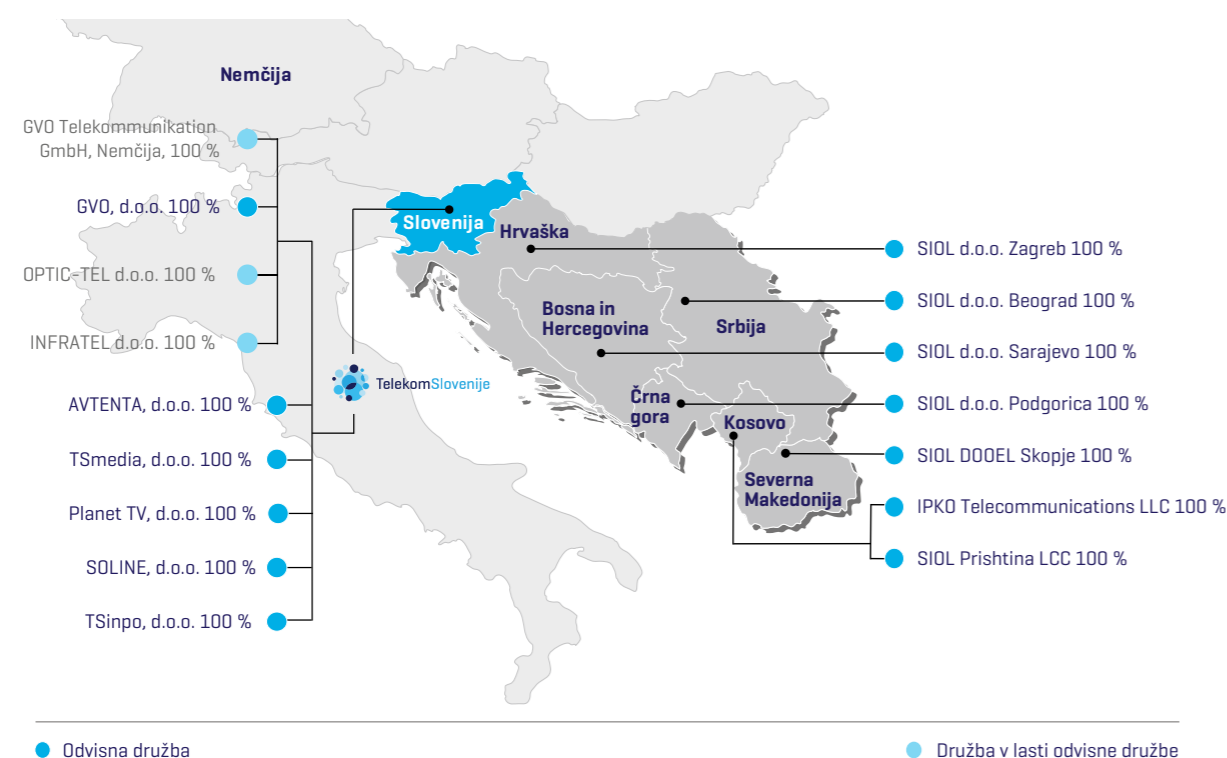 Nemčija
GVO Telekommunikation
GmbH, Nemčija, 100 %
GVO, d.o.o. 100 %
OPTIC-TEL d.o.o. 100 %
INFRATEL d.o.o. 100 %
AVTENTA, d.o.o. 100 %
TSmedia, d.o.o. 100 %
Planet TV, d.o.o. 100 %
SOLINE, d.o.o. 100 %
TSinpo, d.o.o. 100 %
TelekomSlovenije
Slovenija
Hrvaška
Bosna in
Hercegovina
Srbija
Črna
gora
Kosovo
Severna
Makedonija
SIOL d.o.o. Zagreb 100 %
SIOL d.o.o. Beograd 100 %
SIOL d.o.o. Sarajevo 100 %
SIOL d.o.o. Podgorica 100 %
SIOL DOOEL Skopje 100 %
IPKO Telecommunications LLC 100 %
SIOL Prishtina LCC 100 %
Odvisna družba
Družba v lasti odvisne družbe